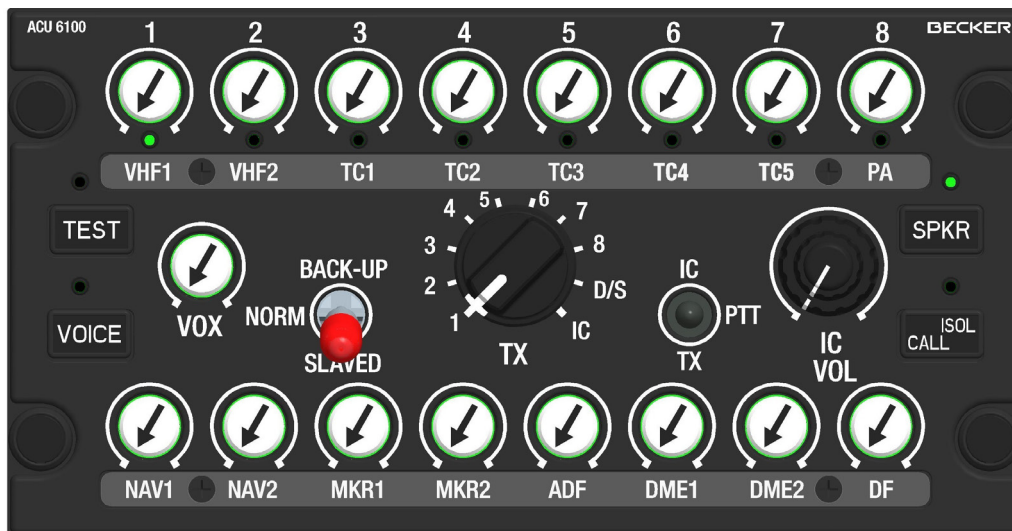 ACU 6100 1 2 3 4 5 6 7 8 BECKER
VHF1 VHF2 TC1 TC2 TC3 TC4 TC5 PA
TEST
VOICE
VOX
BACK-UP
NORM
SLAVED
1 2 3 4 5 6 7 8 D/S IC
TX
IC
PTT
TX
IC
VOL
SPKR
ISOL
CALL
NAV1 NAV2 MKR1 MKR2 ADF DME1 DME2 DF